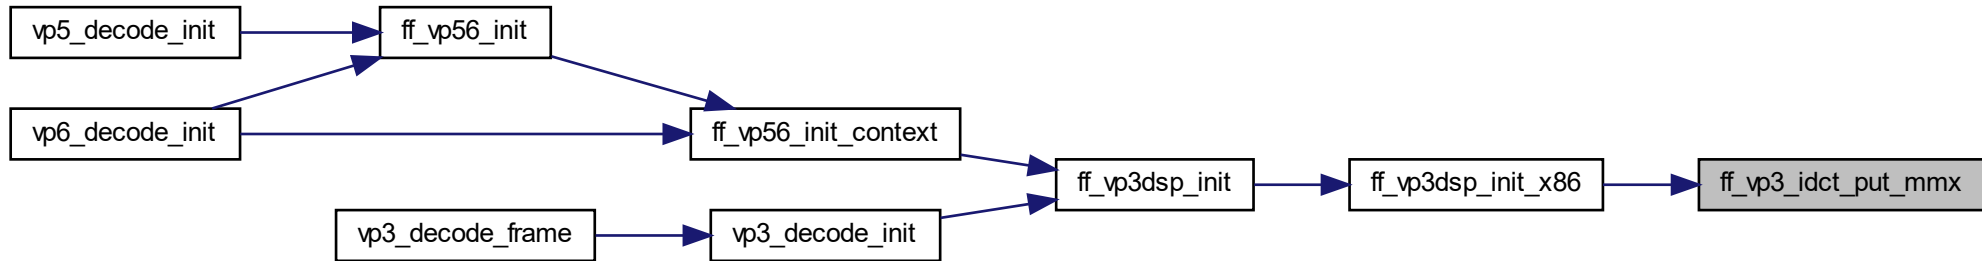 vp5_decode_init
ff_vp56_init
vp6_decode_init
ff_vp56_init_context
ff_vp3dsp_init
ff_vp3dsp_init_x86
ff_vp3_idct_put_mmx
vp3_decode_frame
vp3_decode_init